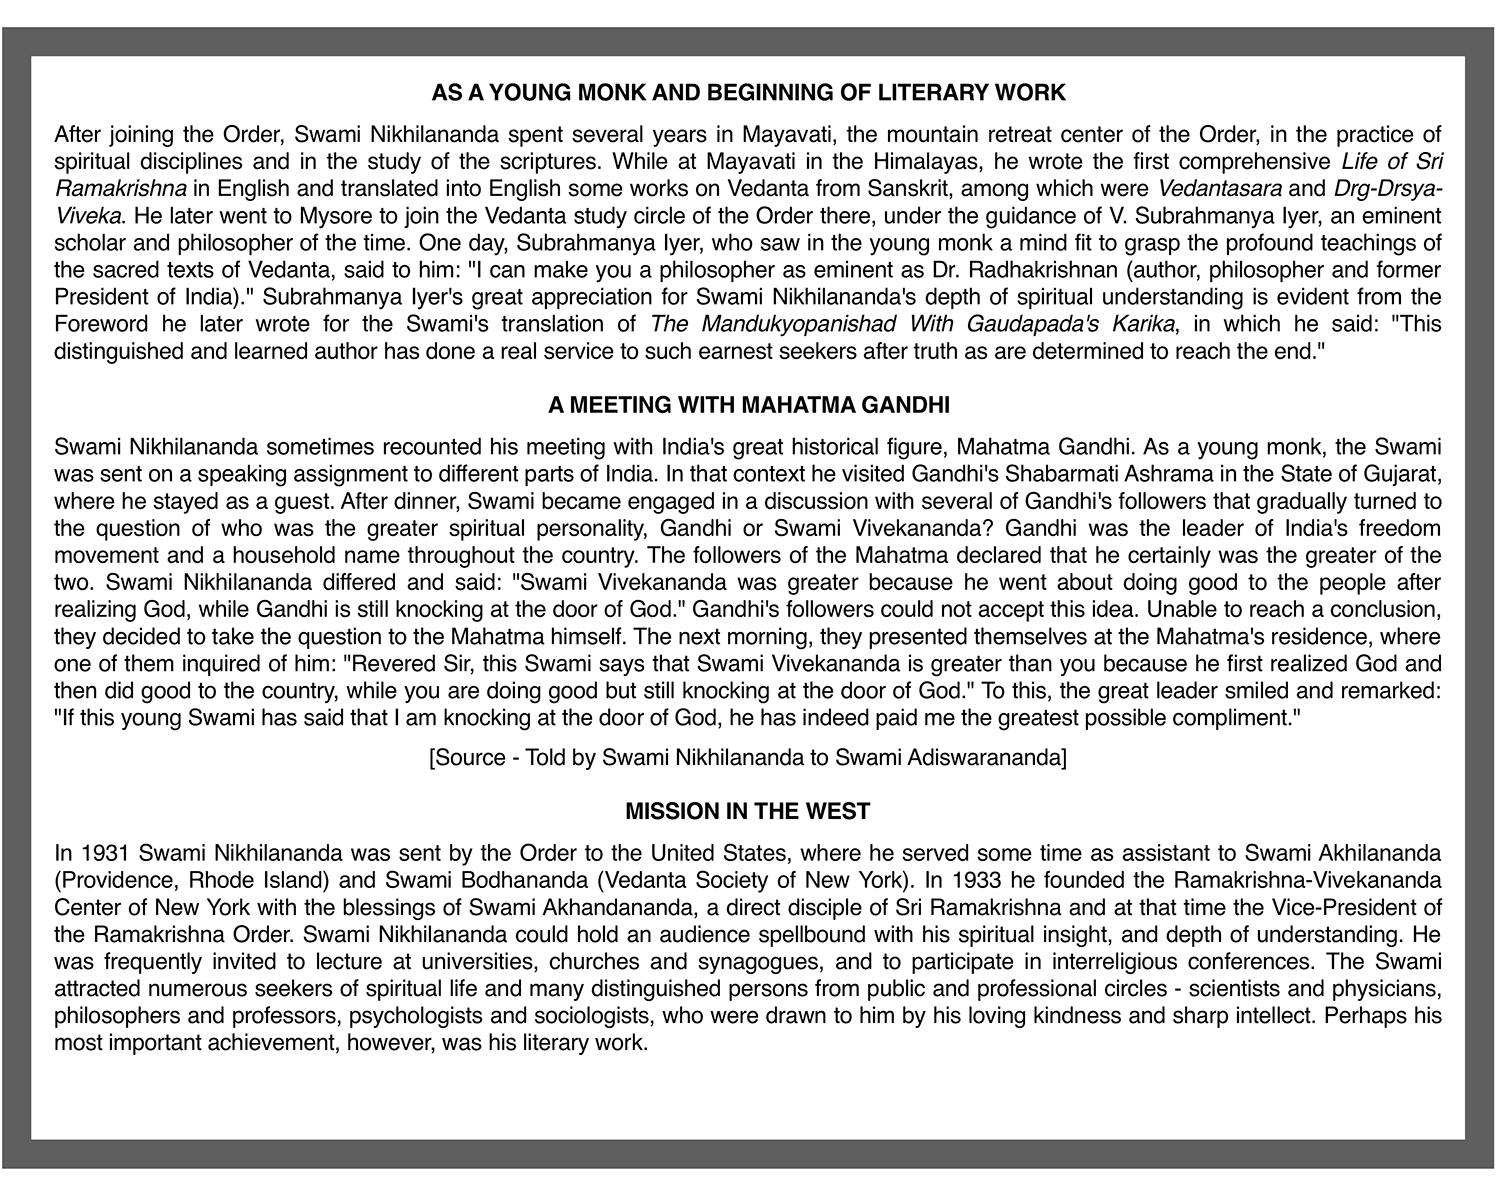 AS A YOUNG MONK AND BEGINNING OF LITERARY WORK
After joining the Order, Swami Nikhilananda spent several years in Mayavati, the mountain retreat center of the Order, in the practice of
spiritual disciplines and in the study of the scriptures. While at Mayavati in the Himalayas, he wrote the first comprehensive Life of Sri
Ramakrishna in English and translated into English some works on Vedanta from Sanskrit, among which were Vedantasara and Drg-Drsya-
Viveka. He later went to Mysore to join the Vedanta study circle of the Order there, under the guidance of V. Subrahmanya Iyer, an eminent
scholar and philosopher of the time. One day, Subrahmanya Iyer, who saw in the young monk a mind fit to grasp the profound teachings of
the sacred texts of Vedanta, said to him: "I can make you a philosopher as eminent as Dr. Radhakrishnan (author, philosopher and former
President of India)." Subrahmanya Iyer's great appreciation for Swami Nikhilananda's depth of spiritual understanding is evident from the
Foreword he later wrote for the Swami's translation of The Mandukyopanishad With Gaudapada's Karika, in which he said: "This
distinguished and learned author has done a real service to such earnest seekers after truth as are determined to reach the end."
A MEETING WITH MAHATMA GANDHI
Swami Nikhilananda sometimes recounted his meeting with India's great historical figure, Mahatma Gandhi. As a young monk, the Swami
was sent on a speaking assignment to different parts of India. In that context he visited Gandhi's Shabarmati Ashrama in the State of Gujarat,
where he stayed as a guest. After dinner, Swami became engaged in a discussion with several of Gandhi's followers that gradually turned to
the question of who was the greater spiritual personality, Gandhi or Swami Vivekananda? Gandhi was the leader of India's freedom
movement and a household name throughout the country. The followers of the Mahatma declared that he certainly was the greater of the
two. Swami Nikhilananda differed and said: "Swami Vivekananda was greater because he went about doing good to the people after
realizing God, while Gandhi is still knocking at the door of God." Gandhi's followers could not accept this idea. Unable to reach a conclusion,
they decided to take the question to the Mahatma himself. The next morning, they presented themselves at the Mahatma's residence, where
one of them inquired of him: "Revered Sir, this Swami says that Swami Vivekananda is greater than you because he first realized God and
then did good to the country, while you are doing good but still knocking at the door of God." To this, the great leader smiled and remarked:
"If this young Swami has said that I am knocking at the door of God, he has indeed paid me the greatest possible compliment."
[Source - Told by Swami Nikhilananda to Swami Adiswarananda]
MISSION IN THE WEST
In 1931 Swami Nikhilananda was sent by the Order to the United States, where he served some time as assistant to Swami Akhilananda
(Providence, Rhode Island) and Swami Bodhananda (Vedanta Society of New York). In 1933 he founded the Ramakrishna-Vivekananda
Center of New York with the blessings of Swami Akhandananda, a direct disciple of Sri Ramakrishna and at that time the Vice-President of
the Ramakrishna Order. Swami Nikhilananda could hold an audience spellbound with his spiritual insight, and depth of understanding. He
was frequently invited to lecture at universities, churches and synagogues, and to participate in interreligious conferences. The Swami
attracted numerous seekers of spiritual life and many distinguished persons from public and professional circles - scientists and physicians,
philosophers and professors, psychologists and sociologists, who were drawn to him by his loving kindness and sharp intellect. Perhaps his
most important achievement, however, was his literary work.